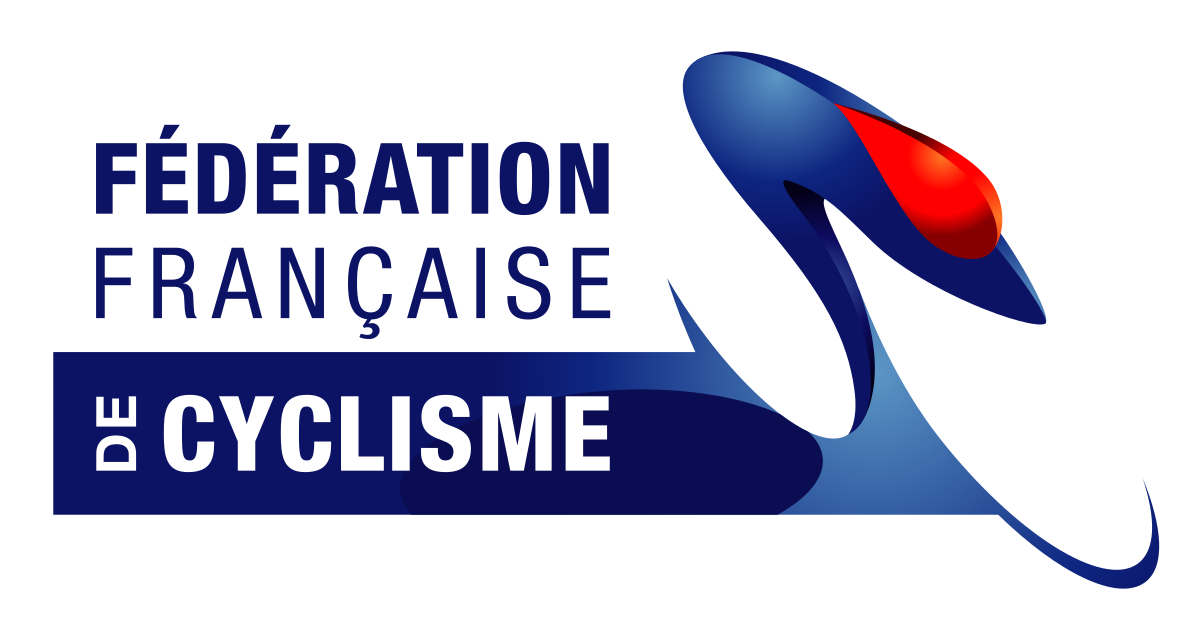 FÉDÉRATION
FRANÇAISE
DE CYCLISME